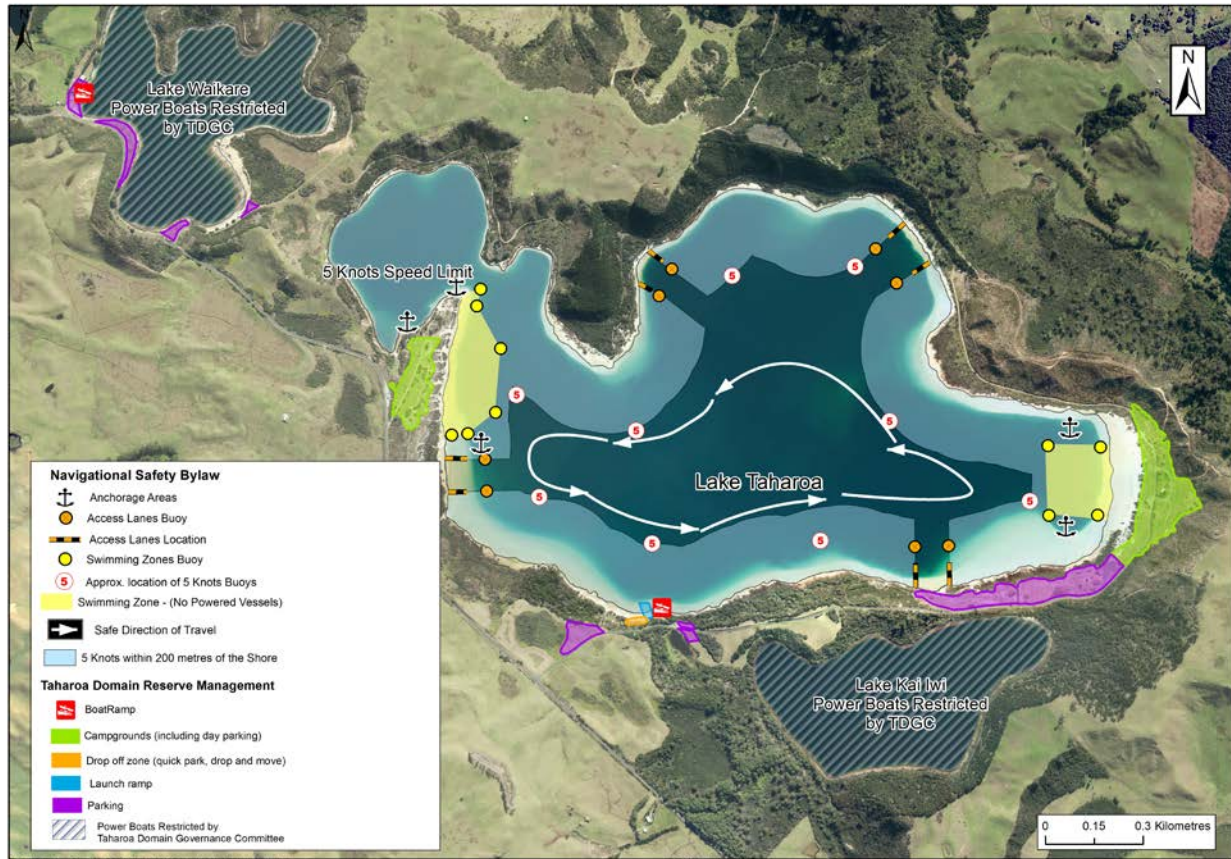 N
Lake Waikare
Power Boats Restricted
by TDGC
5 Knots Speed Limit
5
5
5
5
5
5
5
5
5
Lake Taharoa
Lake Kai Iwi
Power Boats Restricted
by TDGC
Navigational Safety Bylaw
Anchorage Areas
Access Lanes Buoy
Access Lanes Location
Swimming Zones Buoy
5 Approx. location of 5 Knots Buoys
Swimming Zone - (No Powered Vessels)
Safe Direction of Travel
5 Knots within 200 metres of the Shore
Taharoa Domain Reserve Management
BoatRamp
Campgrounds (including day parking)
Drop off zone (quick park, drop and move)
Launch ramp
Parking
Power Boats Restricted by
Taharoa Domain Governance Committee
0 0.15 0.3 Kilometres